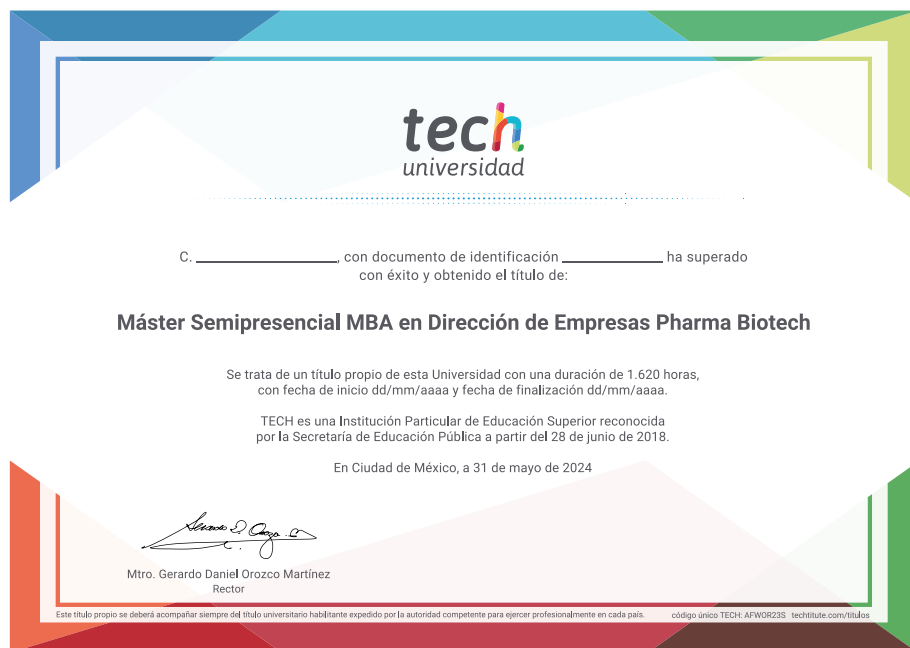 tech
universidad
C. ____________________, con documento de identificación ______________ ha superado
con éxito y obtenido el título de:
Máster Semipresencial MBA en Dirección de Empresas Pharma Biotech
Se trata de un título propio de esta Universidad con una duración de 1.620 horas,
con fecha de inicio dd/mm/aaaa y fecha de finalización dd/mm/aaaa.
TECH es una Institución Particular de Educación Superior reconocida
por la Secretaría de Educación Pública a partir del 28 de junio de 2018.
En Ciudad de México, a 31 de mayo de 2024
Mtro. Gerardo Daniel Orozco Martínez
Rector
Este título propio se deberá acompañar siempre del título universitario habilitante expedido por la autoridad competente para ejercer profesionalmente en cada país. código único TECH: AFWOR23S techtitute.com/titulos